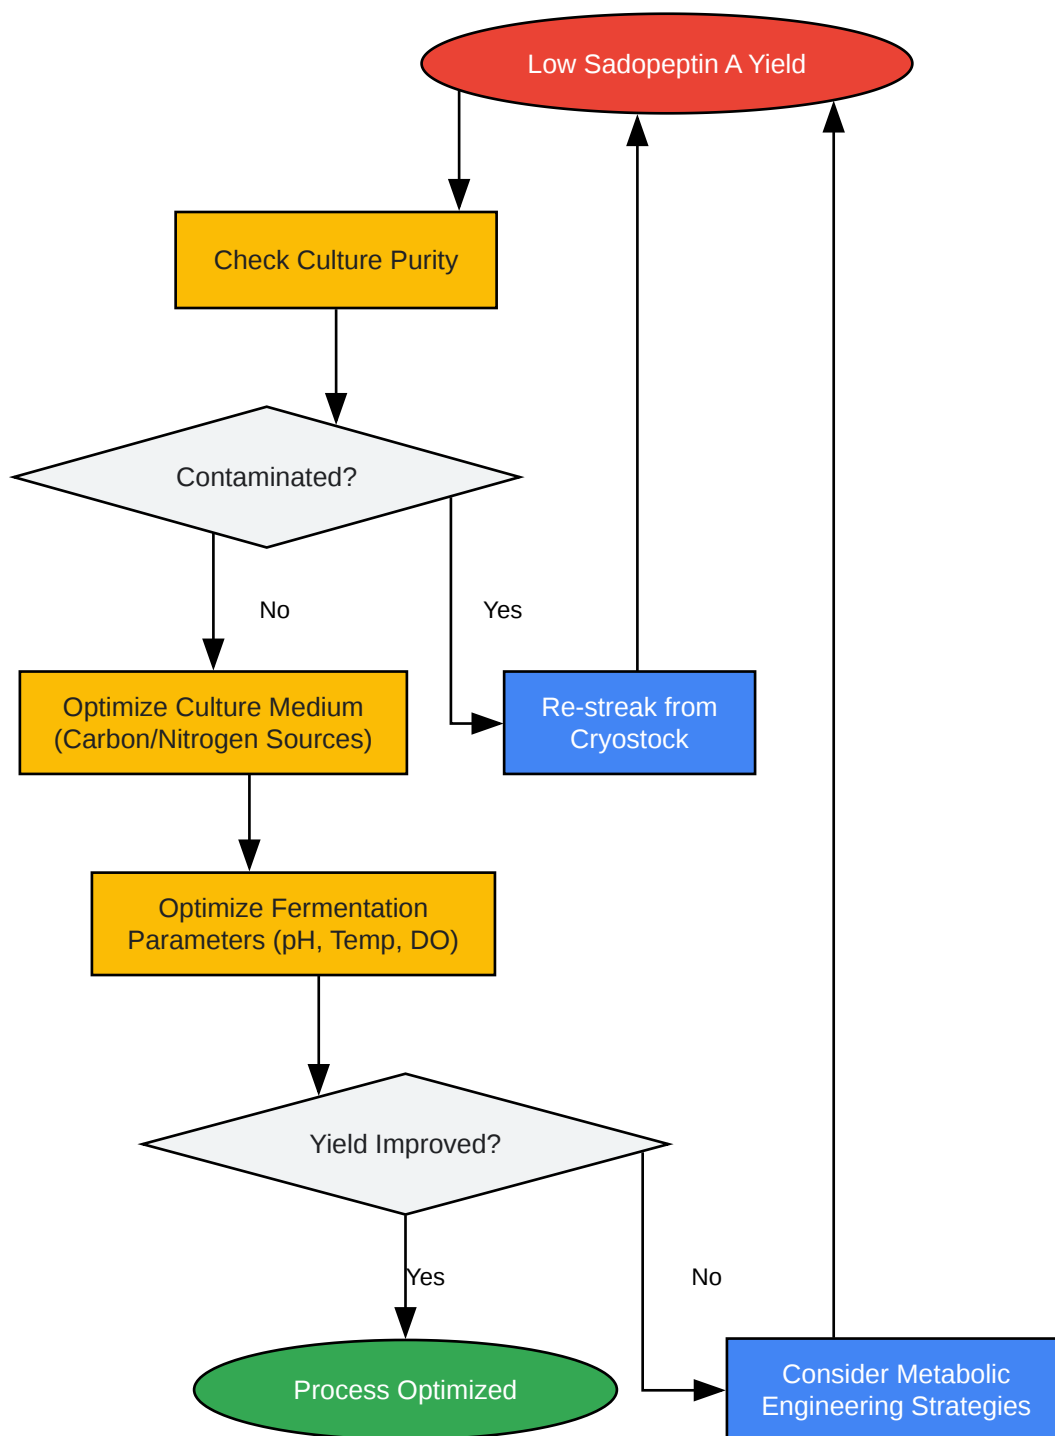 Low Sadopeptin A Yield
Check Culture Purity
Contaminated?
No
Yes
Optimize Culture Medium
(Carbon/Nitrogen Sources)
Re-streak from
Cryostock
Optimize Fermentation
Parameters (pH, Temp, DO)
Yield Improved?
Yes
No
Process Optimized
Consider Metabolic
Engineering Strategies